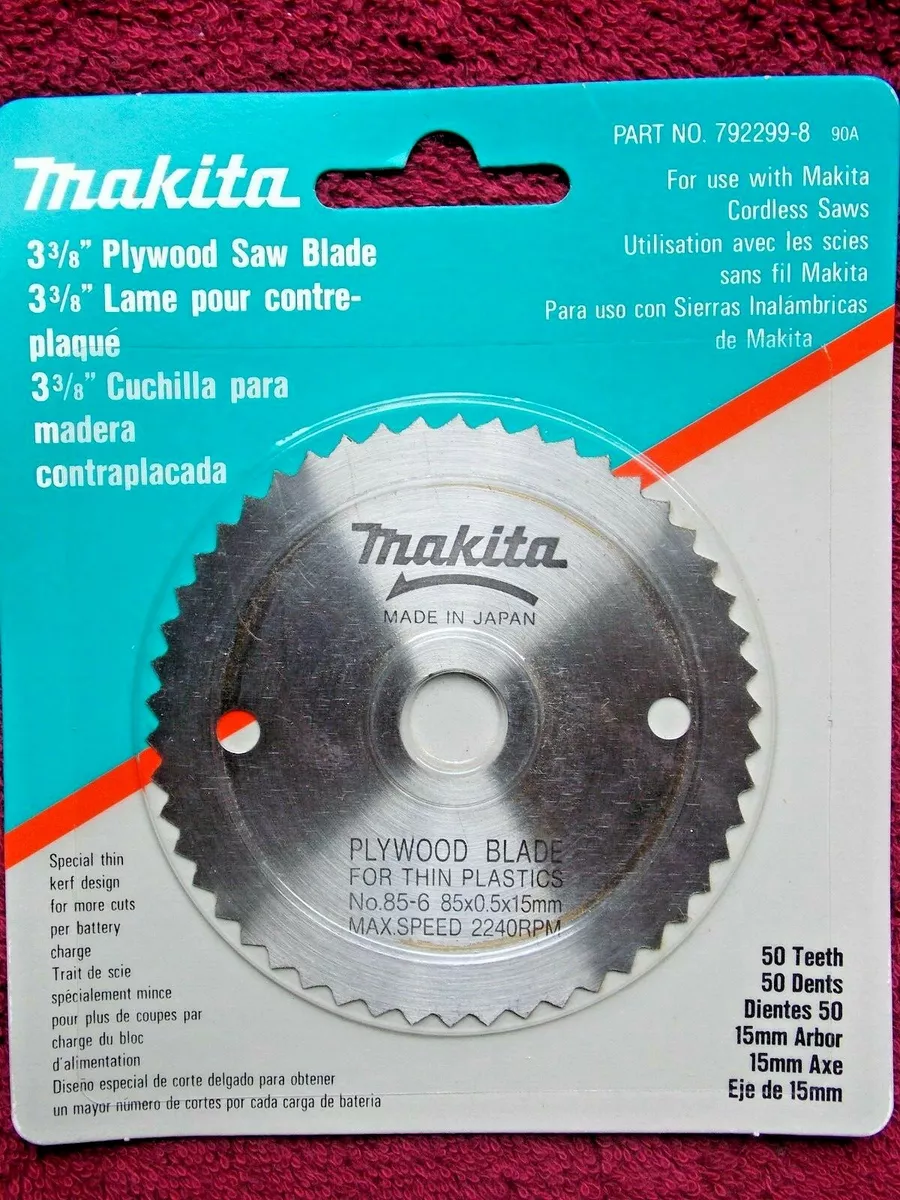 PART NO. 792299-8 90A
makita
For use with Makita
Cordless Saws
Utilisation avec les scies
sans fil Makita
Para uso con Sierras Inalámbricas
de Makita
3 3/8" Plywood Saw Blade
3 3/8" Lame pour contre-
plaqué
3 3/8" Cuchilla para
madera
contraplacada
makita
MADE IN JAPAN
PLYWOOD BLADE
FOR THIN PLASTICS
No.85-6 85x0.5x15mm
MAX.SPEED 2240RPM
Special thin
kerf design
for more cuts
per battery
charge
Trait de scie
spécialement mince
pour plus de coupes par
charge du bloc
d'alimentation
Diseño especial de corte delgado para obtener
un mayor número de cortes por cada carga de bateria
50 Teeth
50 Dents
Dientes 50
15mm Arbor
15mm Axe
Eje de 15mm